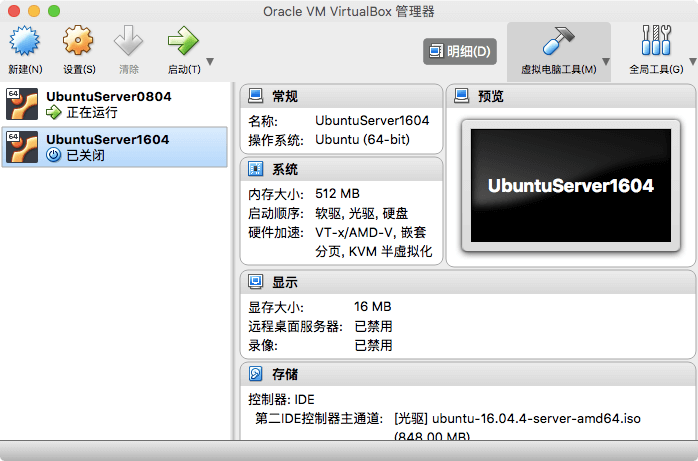 Oracle VM VirtualBox 管理器
新建(N) 设置(S) 清除 启动(T) 明细(D) 虚拟电脑工具(M) 全局工具(G)
64 UbuntuServer0804
正在运行
64 UbuntuServer1604
已关闭
常规
名称: UbuntuServer1604
操作系统: Ubuntu (64-bit)
预览
UbuntuServer1604
系统
内存大小: 512 MB
启动顺序: 软驱, 光驱, 硬盘
硬件加速: VT-x/AMD-V, 嵌套
分页, KVM 半虚拟化
显示
显存大小: 16 MB
远程桌面服务器: 已禁用
录像: 已禁用
存储
控制器: IDE
第二IDE控制器主通道: [光驱] ubuntu-16.04.4-server-amd64.iso
(848.00 MB)